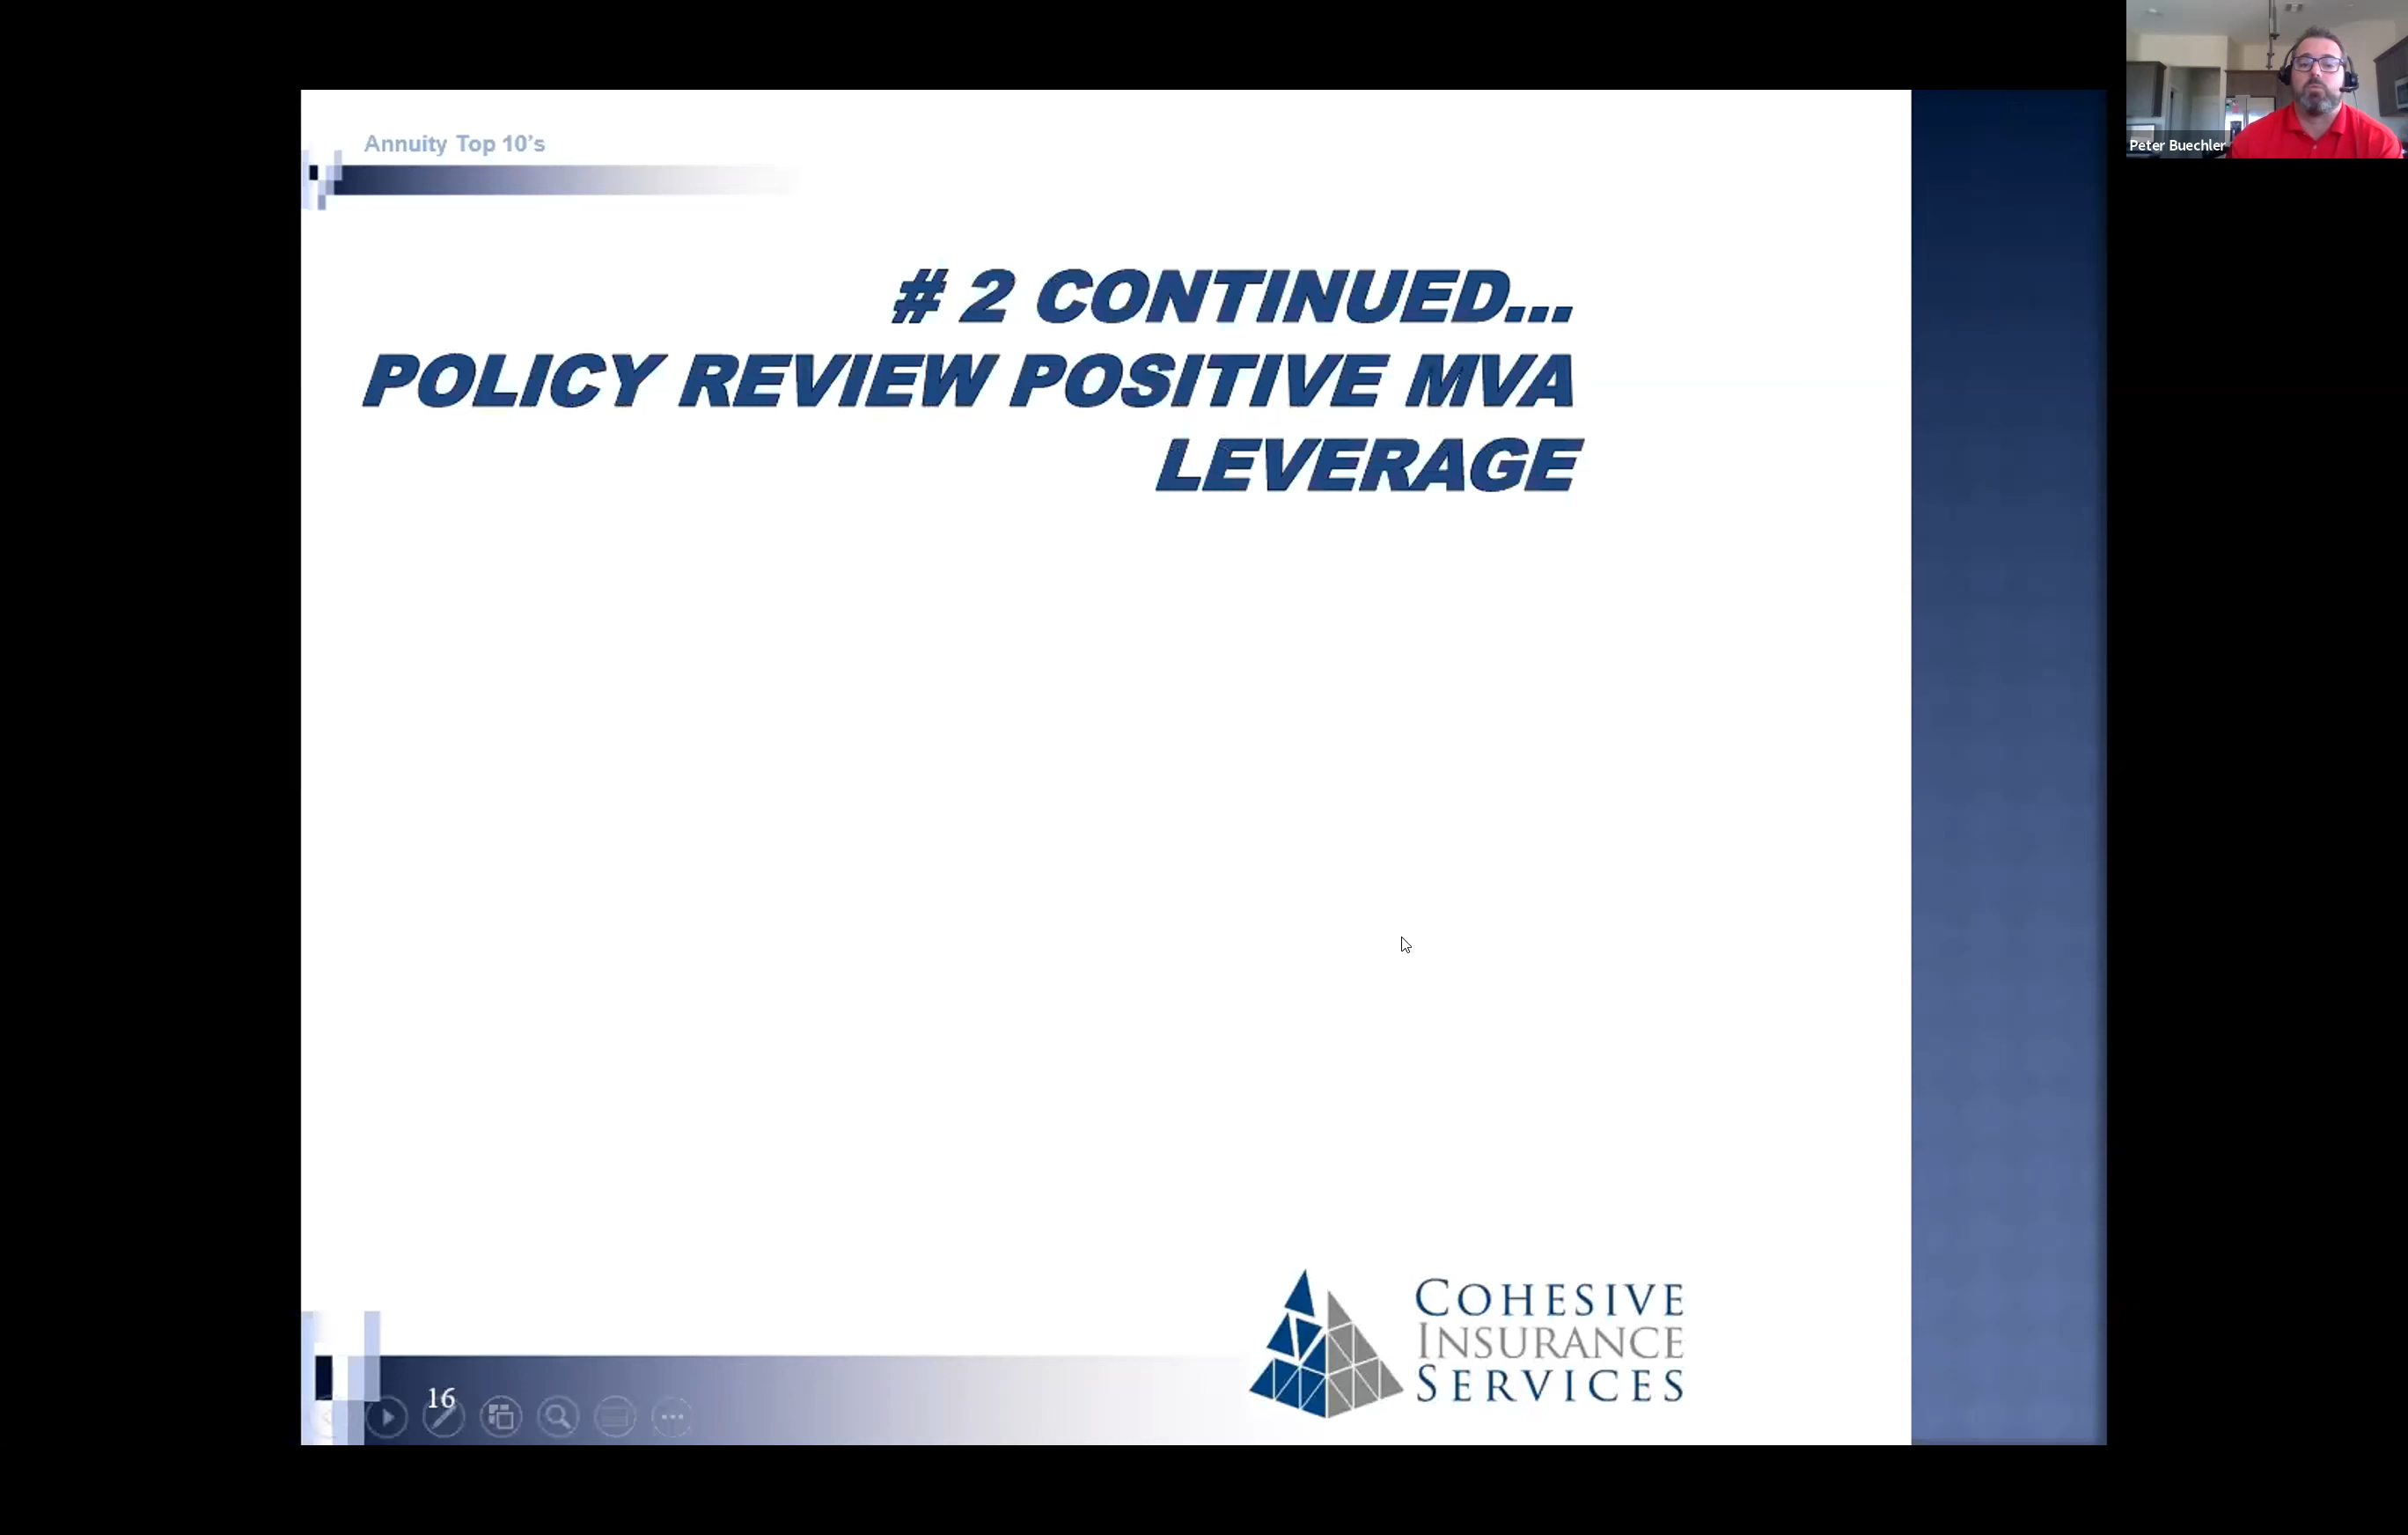 Annuity Top 10's
# 2 CONTINUED...
POLICY REVIEW POSITIVE MVA
LEVERAGE
COHESIVE
INSURANCE
SERVICES
16
Peter Buechler